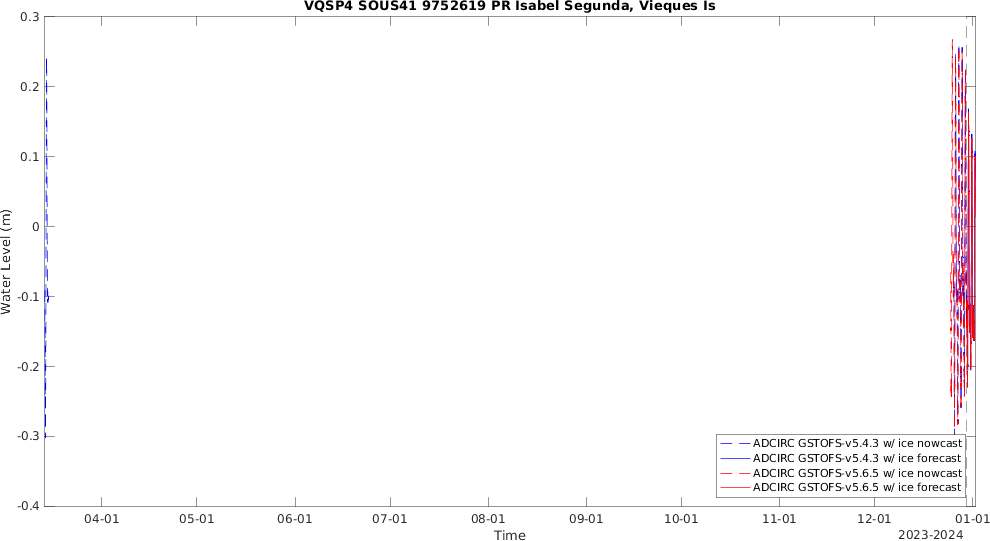 VQSP4 SOUS41 9752619 PR Isabel Segunda, Vieques Is
0.3
0.2
0.1
0
-0.1
-0.2
-0.3
-0.4
Water Level (m)
ADCIRC GSTOFS-v5.4.3 w/ ice nowcast
ADCIRC GSTOFS-v5.4.3 w/ ice forecast
ADCIRC GSTOFS-v5.6.5 w/ ice nowcast
ADCIRC GSTOFS-v5.6.5 w/ ice forecast
04-01 05-01 06-01 07-01 08-01 09-01 10-01 11-01 12-01 01-01
Time
2023-2024